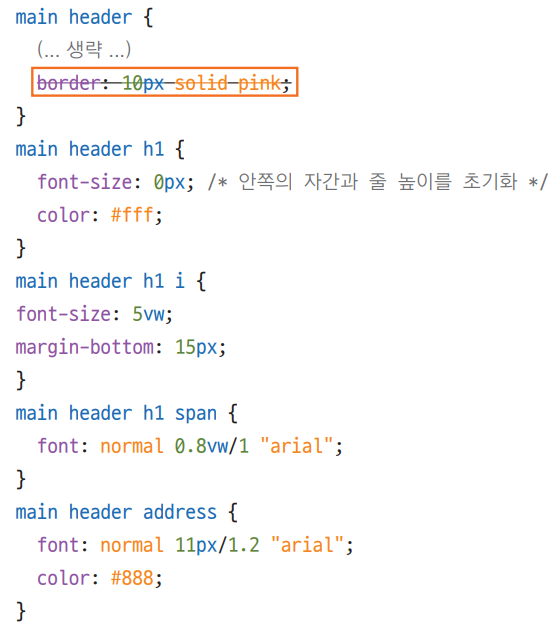 main header {
(... 생략 ...)
border: 10px solid pink;
}
main header h1 {
font-size: 0px; /* 안쪽의 자간과 줄 높이를 초기화 */
color: #fff;
}
main header h1 i {
font-size: 5vw;
margin-bottom: 15px;
}
main header h1 span {
font: normal 0.8vw/1 "arial";
}
main header address {
font: normal 11px/1.2 "arial";
color: #888;
}